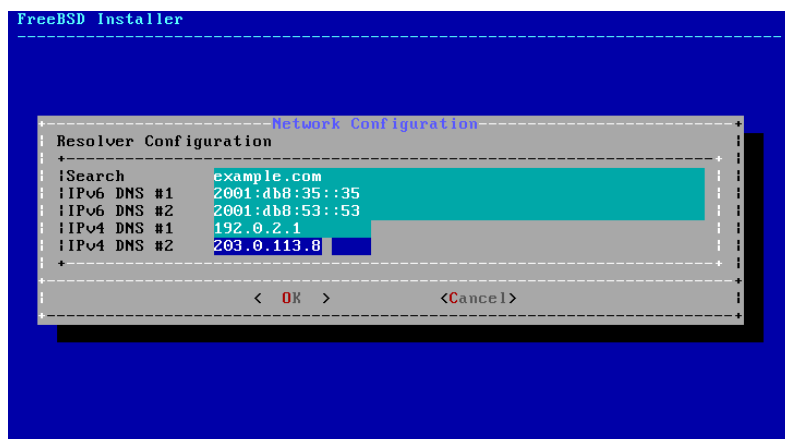 FreeBSD Installer
Network Configuration
Resolver Configuration
Search example.com
IPv6 DNS #1 2001:db8:35::35
IPv6 DNS #2 2001:db8:53::53
IPv4 DNS #1 192.0.2.1
IPv4 DNS #2 203.0.113.8
< OK > <Cancel>